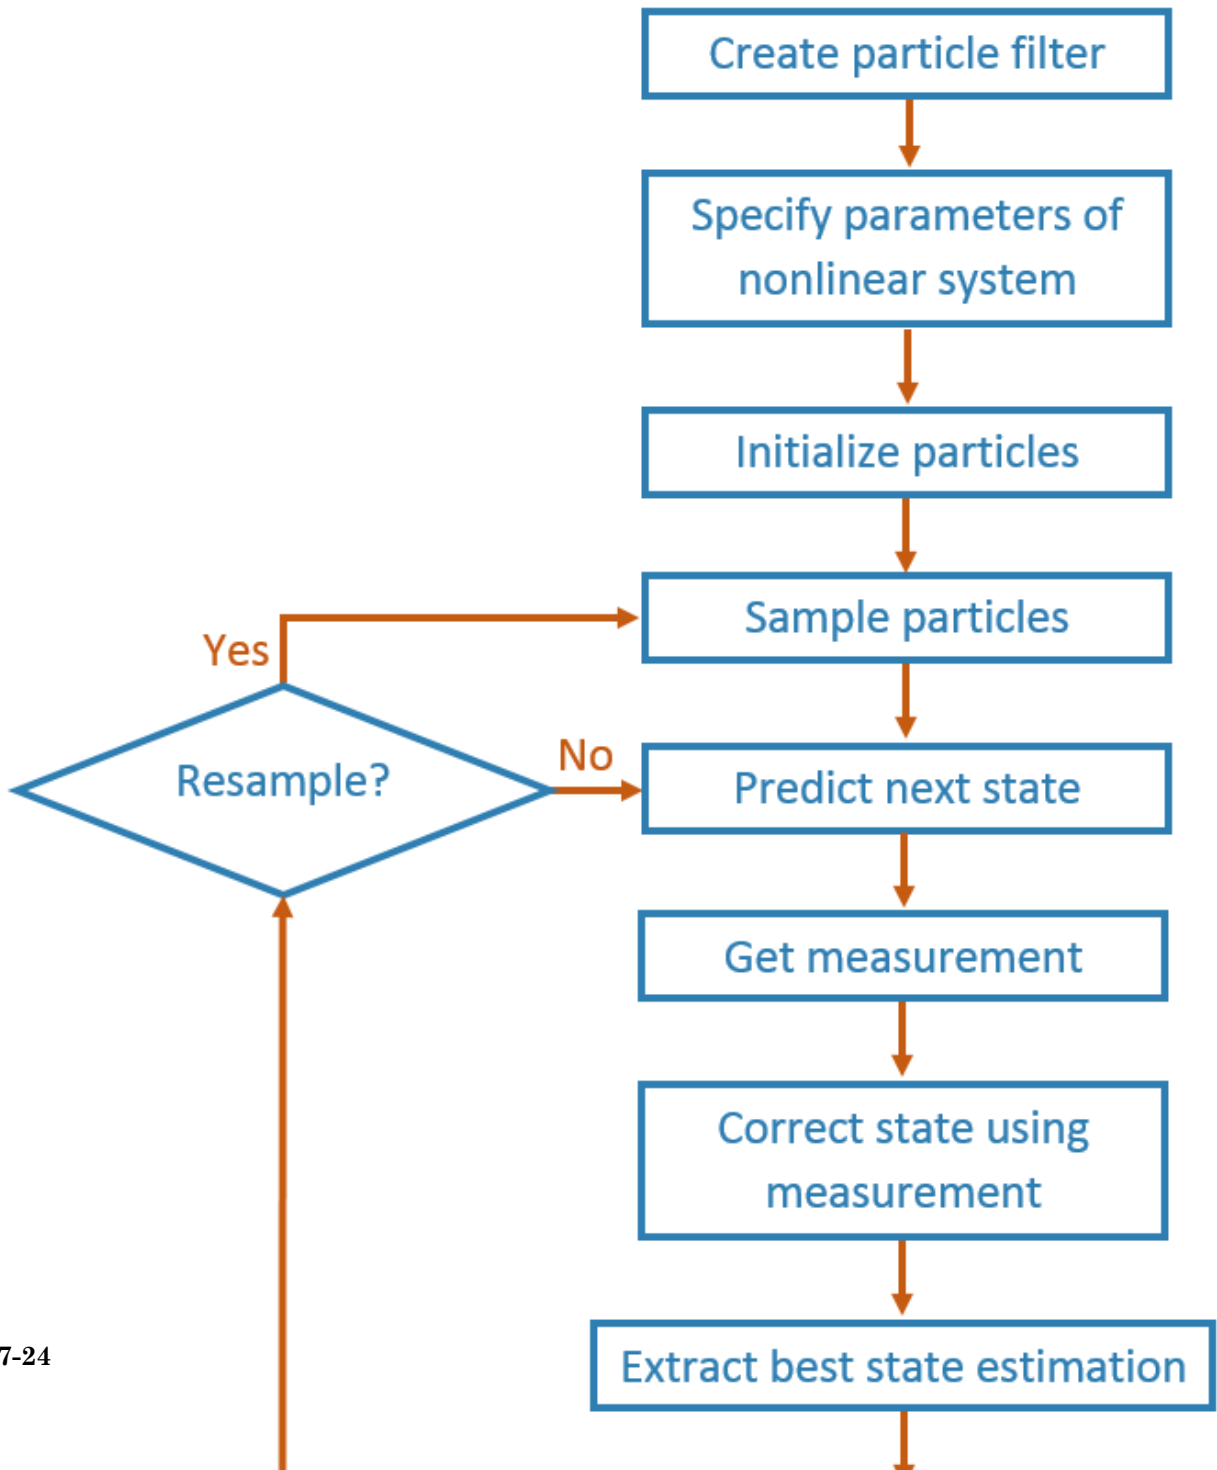 Create particle filter
Specify parameters of
nonlinear system
Initialize particles
Sample particles
Yes
Resample?
No
Predict next state
Get measurement
Correct state using
measurement
Extract best state estimation
7-24